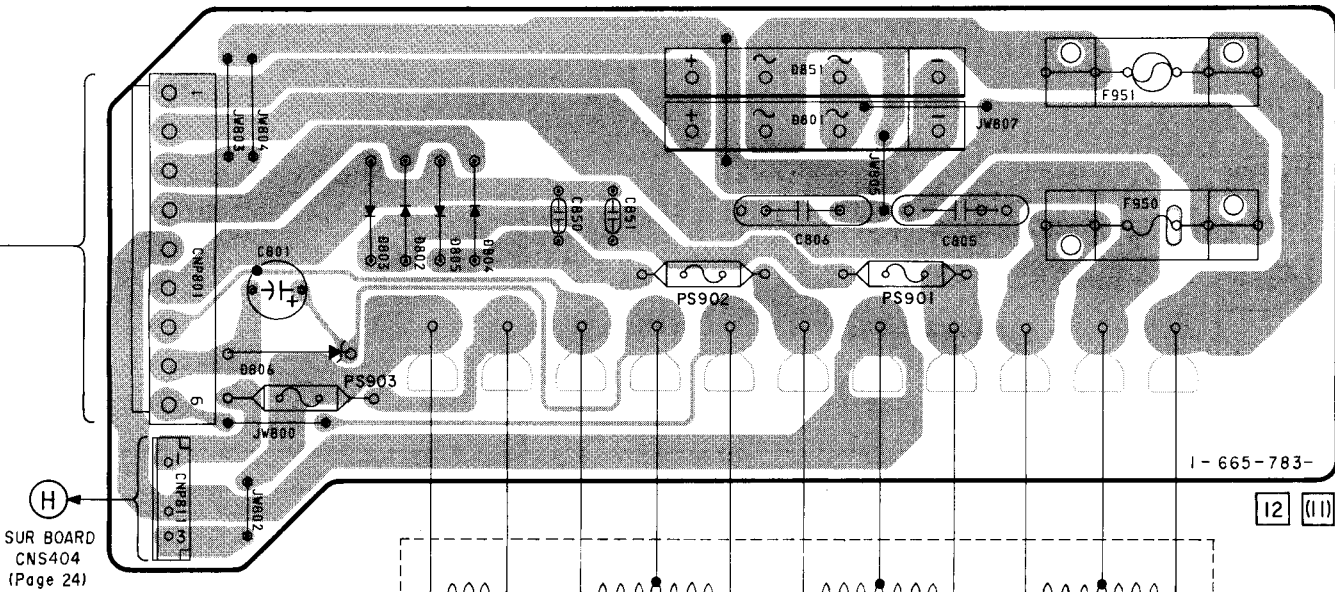 + ~ D851 ~ −
+ ~ D801 ~ −
F951
JW803
JW804
JW807
JW805
1
CNP801
9
C801
D803
D802
D805
D804
C850
C851
C806
C805
F950
PS902
PS901
D806
PS903
JW800
1
CNP811
3
JW802
1-665-783-
12 (11)
H
SUR BOARD
CNS404
(Page 24)